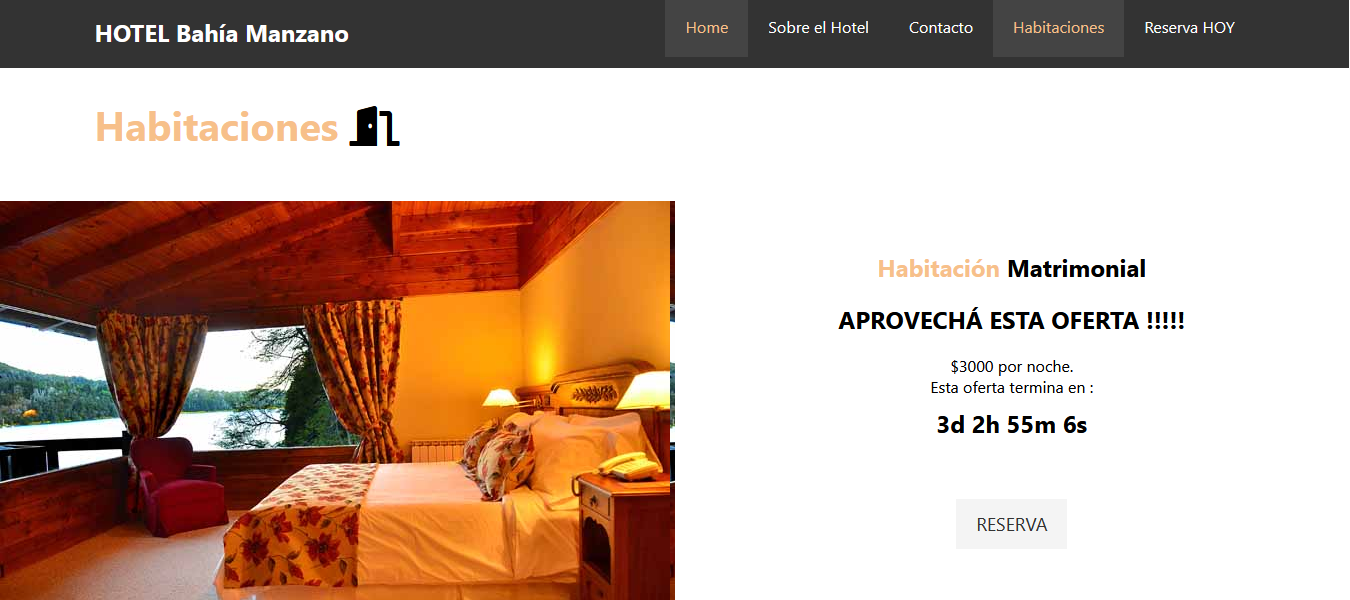 HOTEL Bahía Manzano
Home Sobre el Hotel Contacto Habitaciones Reserva HOY
Habitaciones
Habitación Matrimonial
APROVECHÁ ESTA OFERTA !!!!!
$3000 por noche.
Esta oferta termina en :
3d 2h 55m 6s
RESERVA